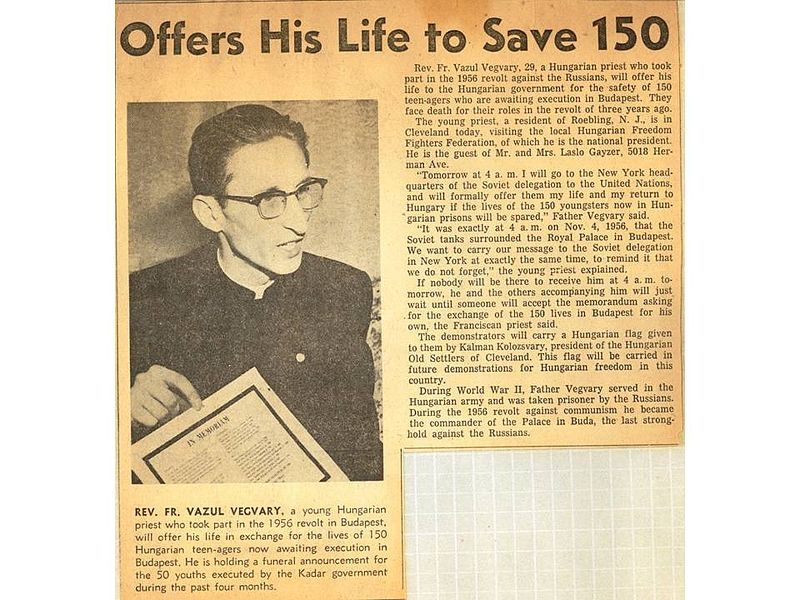 Offers His Life to Save 150
Rev. Fr. Vazul Vegvary, 29, a Hungarian priest who took
part in the 1956 revolt against the Russians, will offer his
life to the Hungarian government for the safety of 150
teen-agers who are awaiting execution in Budapest. They
face death for their roles in the revolt of three years ago.
The young priest, a resident of Roebling, N. J., is in
Cleveland today, visiting the local Hungarian Freedom
Fighters Federation, of which he is the national president.
He is the guest of Mr. and Mrs. Laslo Gayzer, 5018 Her-
man Ave.
"Tomorrow at 4 a. m. I will go to the New York head-
quarters of the Soviet delegation to the United Nations,
and will formally offer them my life and my return to
Hungary if the lives of the 150 youngsters now in Hun-
garian prisons will be spared," Father Vegvary said.
"It was exactly at 4 a. m. on Nov. 4, 1956, that the
Soviet tanks surrounded the Royal Palace in Budapest.
We want to carry our message to the Soviet delegation
in New York at exactly the same time, to remind it that
we do not forget," the young priest explained.
If nobody will be there to receive him at 4 a. m. to-
morrow, he and the others accompanying him will just
wait until someone will accept the memorandum asking
for the exchange of the 150 lives in Budapest for his
own, the Franciscan priest said.
The demonstrators will carry a Hungarian flag given
to them by Kalman Kolozsvary, president of the Hungarian
Old Settlers of Cleveland. This flag will be carried in
future demonstrations for Hungarian freedom in this
country.
During World War II, Father Vegvary served in the
Hungarian army and was taken prisoner by the Russians.
During the 1956 revolt against communism he became
the commander of the Palace in Buda, the last strong-
hold against the Russians.
IN MEMORIAM
REV. FR. VAZUL VEGVARY, a young Hungarian
priest who took part in the 1956 revolt in Budapest,
will offer his life in exchange for the lives of 150
Hungarian teen-agers now awaiting execution in
Budapest. He is holding a funeral announcement for
the 50 youths executed by the Kadar government
during the past four months.